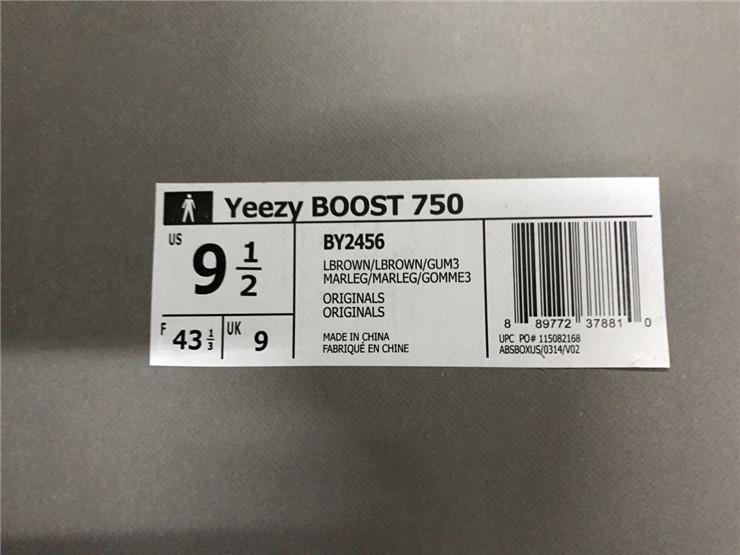 Yeezy BOOST 750
US
9 1/2
F
43 1/3
UK
9
BY2456
LBROWN/LBROWN/GUM3
MARLEG/MARLEG/GOMME3
ORIGINALS
ORIGINALS
MADE IN CHINA
FABRIQUÉ EN CHINE
8 89772 37881 0
UPC PO# 115082168
ABSBOXUS/0314/V02